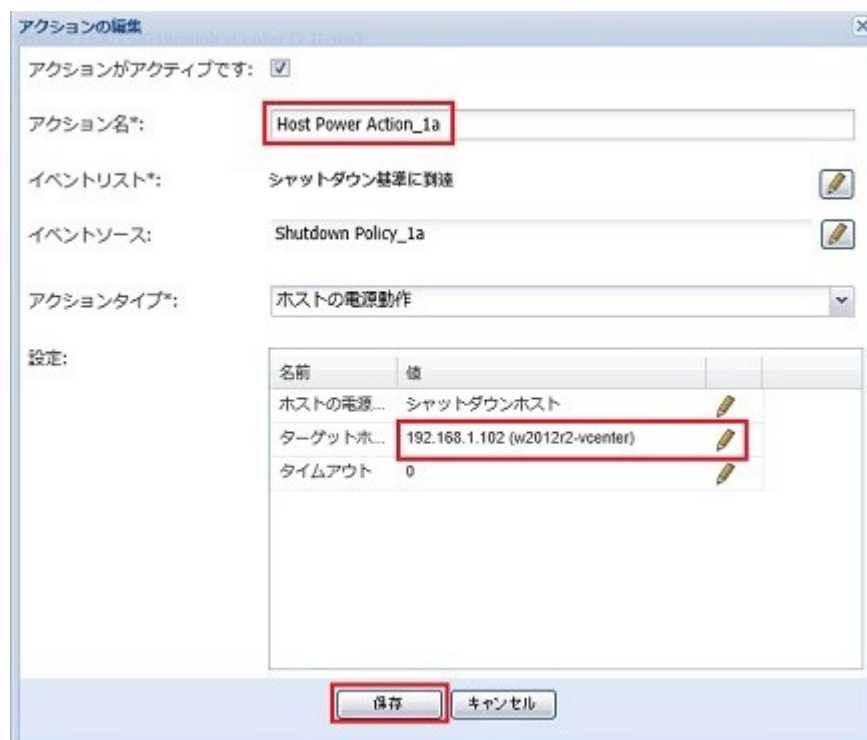 アクションの編集
アクションがアクティブです:
アクション名*: Host Power Action_1a
イベントリスト*: シャットダウン基準に到達
イベントソース: Shutdown Policy_1a
アクションタイプ*: ホストの電源動作
設定:
名前 値
ホストの電源... シャットダウンホスト
ターゲットホ... 192.168.1.102 (w2012r2-vcenter)
タイムアウト 0
保存 キャンセル